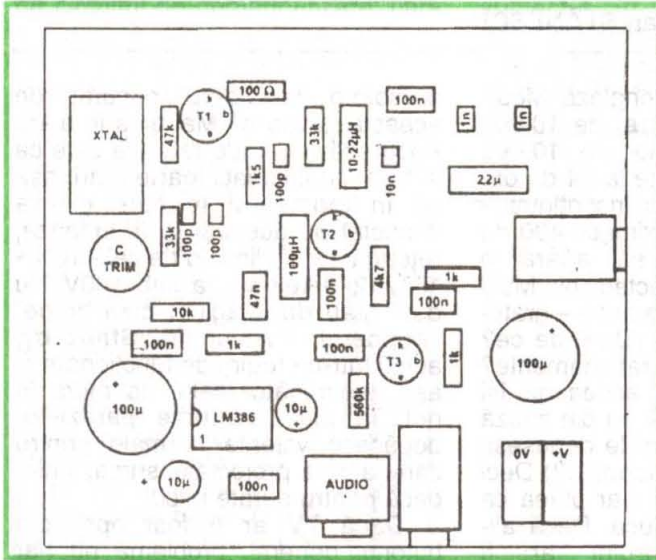 100 Ω
100n
T1
b
1n
1n
XTAL
47k
33k
10-22μH
1k5
100p
10n
22μ
33k
100p
100p
T2
b
C
TRIM
100μH
100n
4k7
1k
47n
100n
10k
100n
1k
100n
T3
b
1k
100μ
+
+
100μ
LM386
1
10μ
+
560k
0V +V
+
10μ
100n
AUDIO